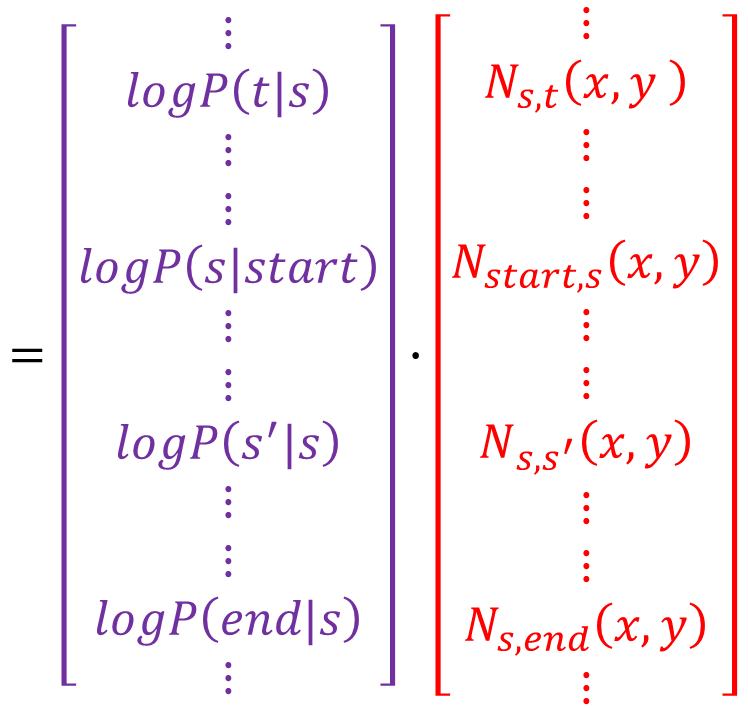 ⋮ ⋮
logP(t|s) N_{s,t}(x, y )
⋮ ⋮
⋮ ⋮
logP(s|start) N_{start,s}(x, y)
⋮ ⋮
= ·
⋮ ⋮
logP(s′|s) N_{s,s′}(x, y)
⋮ ⋮
⋮ ⋮
logP(end|s) N_{s,end}(x, y)
⋮ ⋮